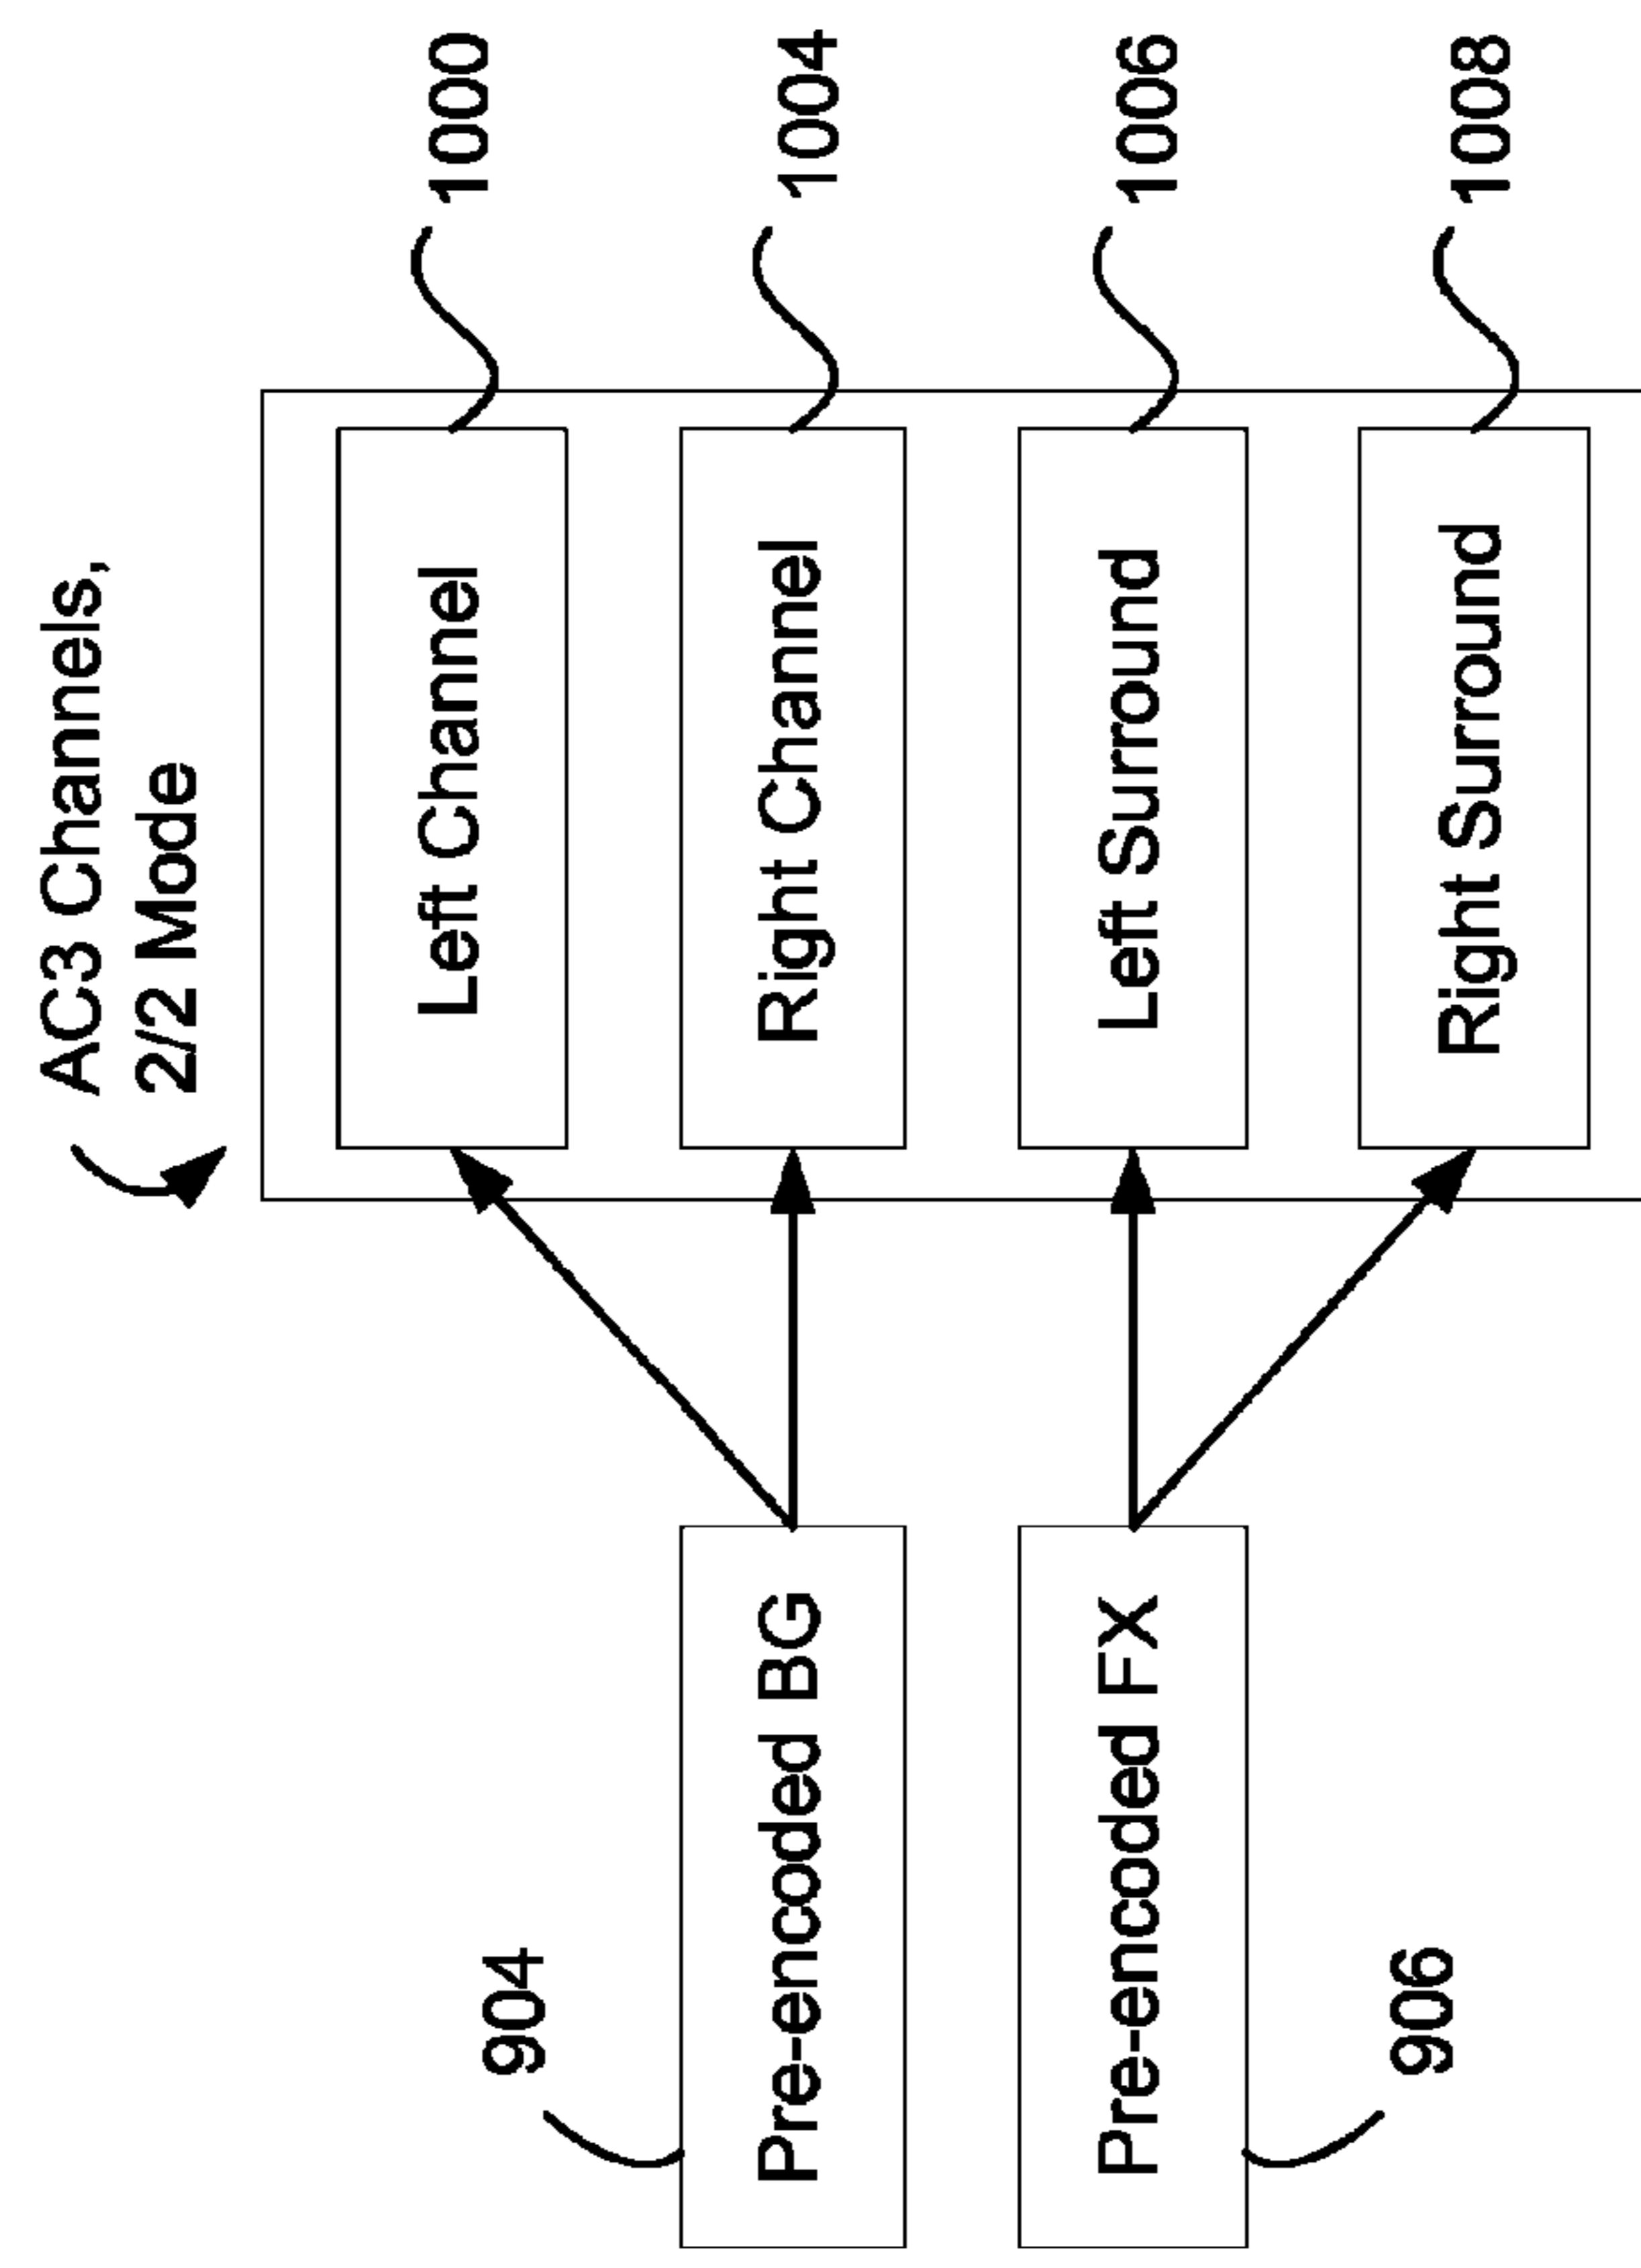 AC3 Channels,
2/2 Mode
904
Pre-encoded BG
Pre-encoded FX
906
Left Channel
1000
Right Channel
1004
Left Surround
1006
Right Surround
1008